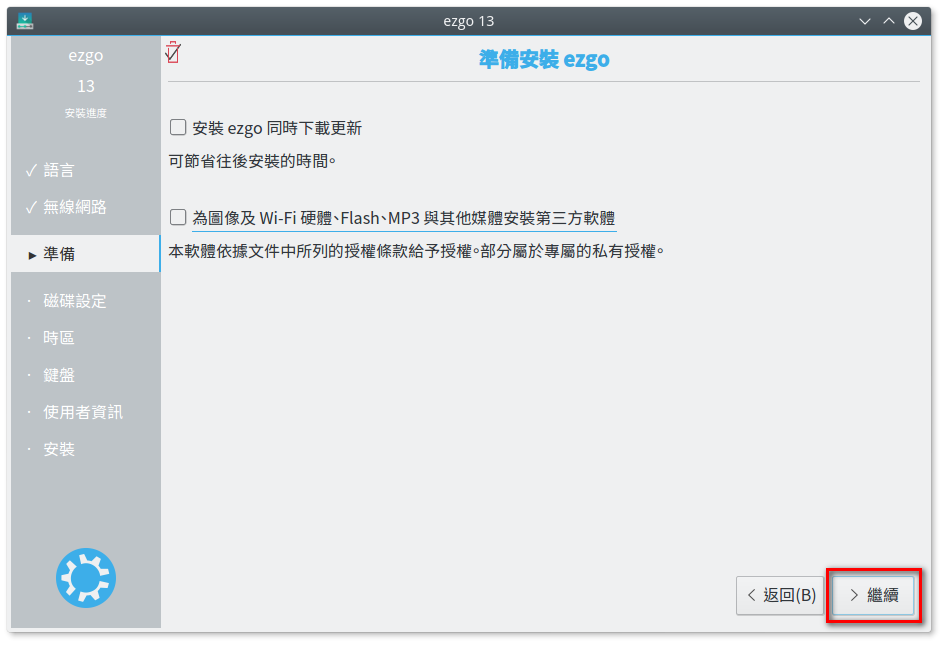 ezgo 13
ezgo
13
安裝進度
✓ 語言
✓ 無線網路
▸ 準備
· 磁碟設定
· 時區
· 鍵盤
· 使用者資訊
· 安裝
準備安裝 ezgo
安裝 ezgo 同時下載更新
可節省往後安裝的時間。
為圖像及 Wi-Fi 硬體、Flash、MP3 與其他媒體安裝第三方軟體
本軟體依據文件中所列的授權條款給予授權。部分屬於專屬的私有授權。
返回(B)
繼續